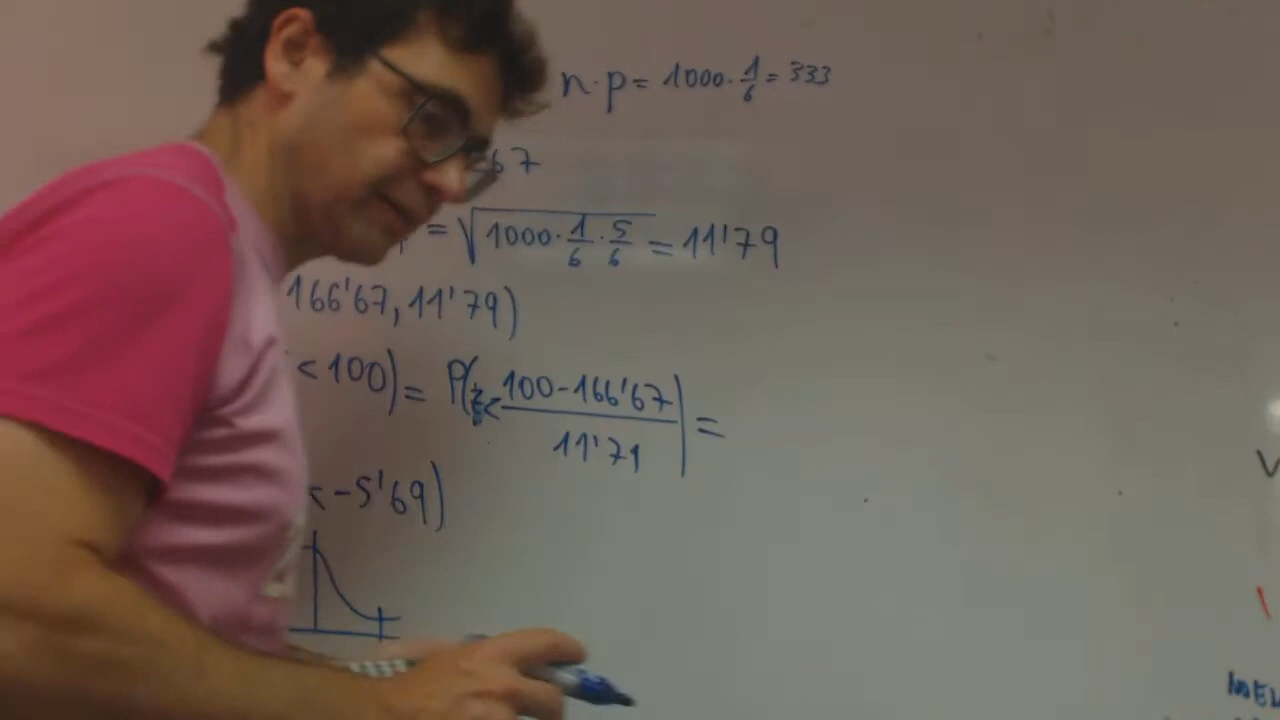 n·p = 1000·1/6 = 333
67
= √1000·1/6·5/6 = 11'79
166'67, 11'79)
< 100) = P(z < 100-166'67/11'71) =
< -5'69)